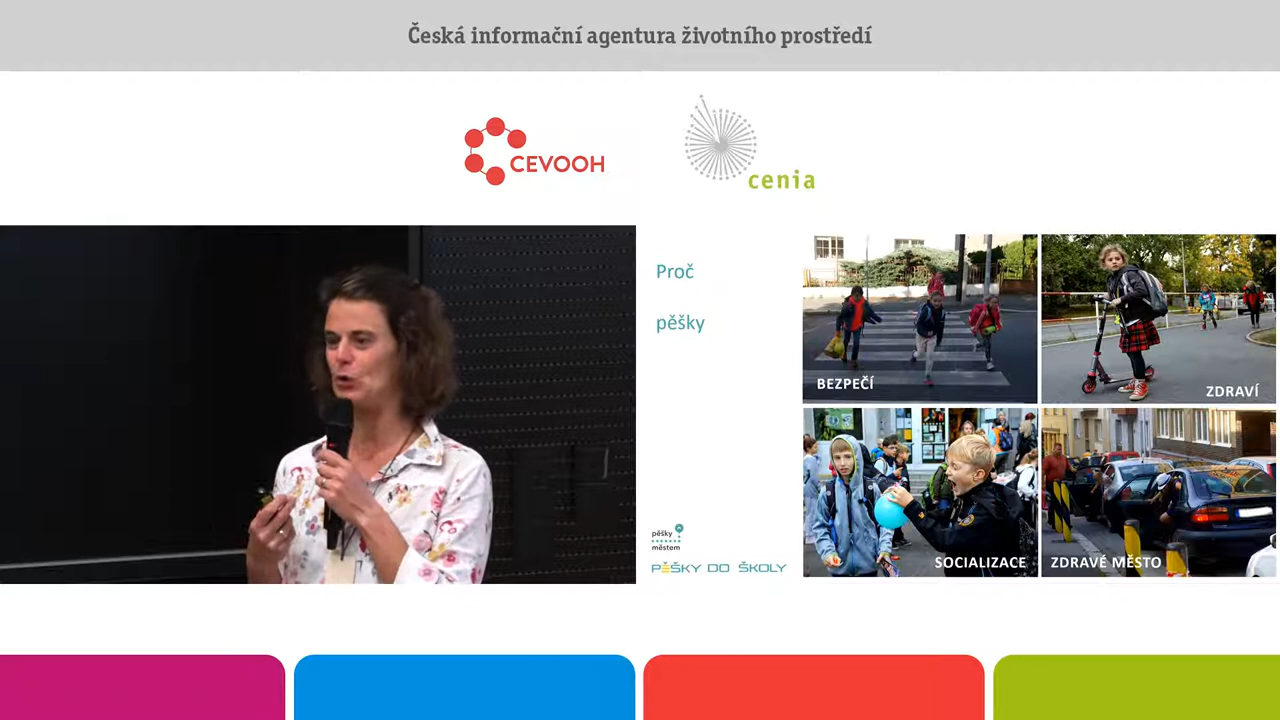 Česká informační agentura životního prostředí
CEVOOH
cenia
Proč
pěšky
BEZPEČÍ
ZDRAVÍ
SOCIALIZACE
ZDRAVÉ MĚSTO
pěšky
městem
PĚŠKY DO ŠKOLY